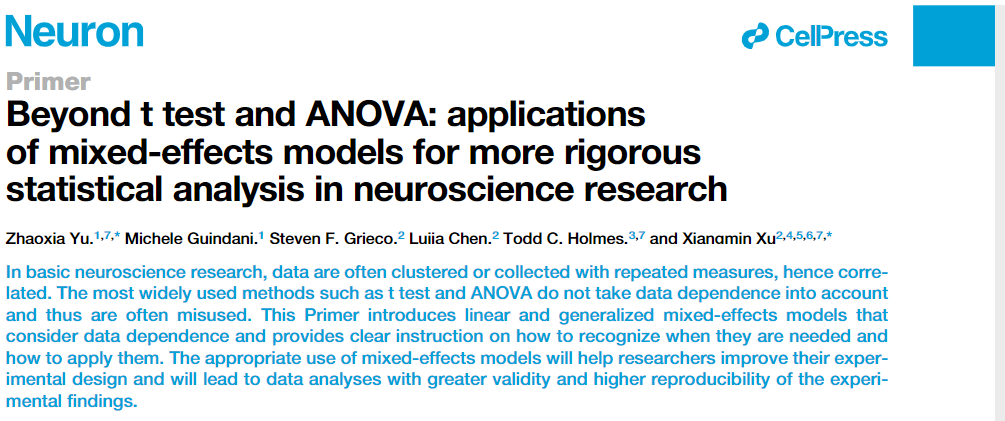 Neuron
CellPress
Primer
Beyond t test and ANOVA: applications
of mixed-effects models for more rigorous
statistical analysis in neuroscience research
Zhaoxia Yu,1,7,* Michele Guindani,1 Steven F. Grieco,2 Lujia Chen,2 Todd C. Holmes,3,7 and Xiangmin Xu2,4,5,6,7,*
In basic neuroscience research, data are often clustered or collected with repeated measures, hence corre-
lated. The most widely used methods such as t test and ANOVA do not take data dependence into account
and thus are often misused. This Primer introduces linear and generalized mixed-effects models that
consider data dependence and provides clear instruction on how to recognize when they are needed and
how to apply them. The appropriate use of mixed-effects models will help researchers improve their exper-
imental design and will lead to data analyses with greater validity and higher reproducibility of the experi-
mental findings.